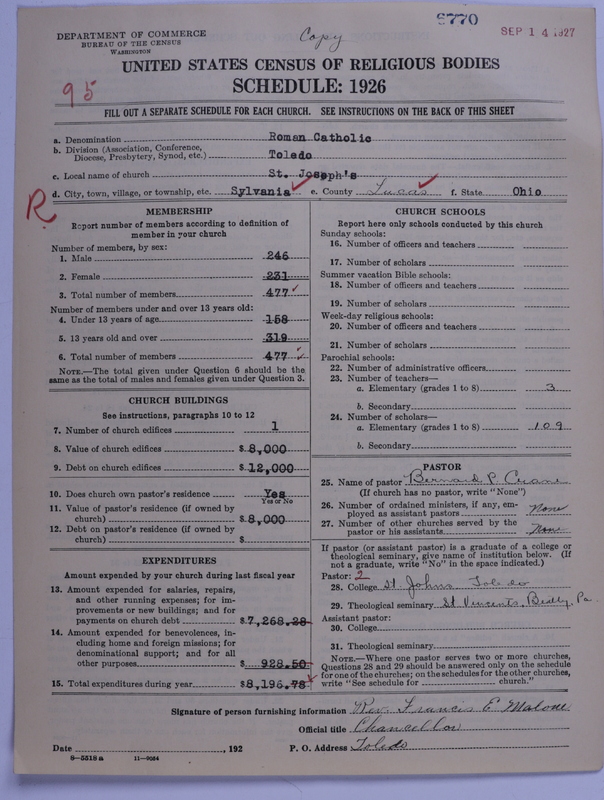 8770
SEP 14 1927
DEPARTMENT OF COMMERCE
BUREAU OF THE CENSUS
WASHINGTON
Copy
95
UNITED STATES CENSUS OF RELIGIOUS BODIES
SCHEDULE: 1926
FILL OUT A SEPARATE SCHEDULE FOR EACH CHURCH. SEE INSTRUCTIONS ON THE BACK OF THIS SHEET
a. Denomination Roman Catholic
b. Division (Association, Conference, Diocese, Presbytery, Synod, etc.) Toledo
c. Local name of church St. Joseph's
d. City, town, village, or township, etc. Sylvania e. County Lucas f. State Ohio
R
MEMBERSHIP
Report number of members according to definition of
member in your church
Number of members, by sex:
1. Male 246
2. Female 231
3. Total number of members 477
Number of members under and over 13 years old:
4. Under 13 years of age 158
5. 13 years old and over 319
6. Total number of members 477
NOTE.—The total given under Question 6 should be
same as the total of males and females given under Question 3.
CHURCH BUILDINGS
See instructions, paragraphs 10 to 12
7. Number of church edifices 1
8. Value of church edifices $8,000
9. Debt on church edifices $12,000
10. Does church own pastor's residence Yes
Yes or No
11. Value of pastor's residence (if owned by
church) $8,000
12. Debt on pastor's residence (if owned by
church) $
EXPENDITURES
Amount expended by your church during last fiscal year
13. Amount expended for salaries, repairs,
and other running expenses; for im-
provements or new buildings; and for
payments on church debt $7,268.28
14. Amount expended for benevolences, in-
cluding home and foreign missions; for
denominational support; and for all
other purposes $ 928.50
15. Total expenditures during year $8,196.78
CHURCH SCHOOLS
Report here only schools conducted by this church
Sunday schools:
16. Number of officers and teachers
17. Number of scholars
Summer vacation Bible schools:
18. Number of officers and teachers
19. Number of scholars
Week-day religious schools:
20. Number of officers and teachers
21. Number of scholars
Parochial schools:
22. Number of administrative officers
23. Number of teachers—
a. Elementary (grades 1 to 8) 3
b. Secondary
24. Number of scholars—
a. Elementary (grades 1 to 8) 109
b. Secondary
PASTOR
25. Name of pastor Bernard P.
(If church has no pastor, write "None")
26. Number of ordained ministers, if any, em-
ployed as assistant pastors None
27. Number of other churches served by the
pastor or his assistants None
If pastor (or assistant pastor) is a graduate of a college or
theological seminary, give name of institution below. (If
not a graduate, write "No" in the space indicated.)
Pastor: 2
28. College St. Johns Toledo
29. Theological seminary St Vincents, Pa.
Assistant pastor:
30. College
31. Theological seminary
NOTE.—Where one pastor serves two or more churches,
Questions 28 and 29 should be answered only on the schedule
for one of the churches; on the schedules for the other churches,
write "See schedule for church."
Signature of person furnishing information Rev. Francis E Malone
Official title Chancellor
Date , 192 P. O. Address Toledo
8-5518 a 11-9024